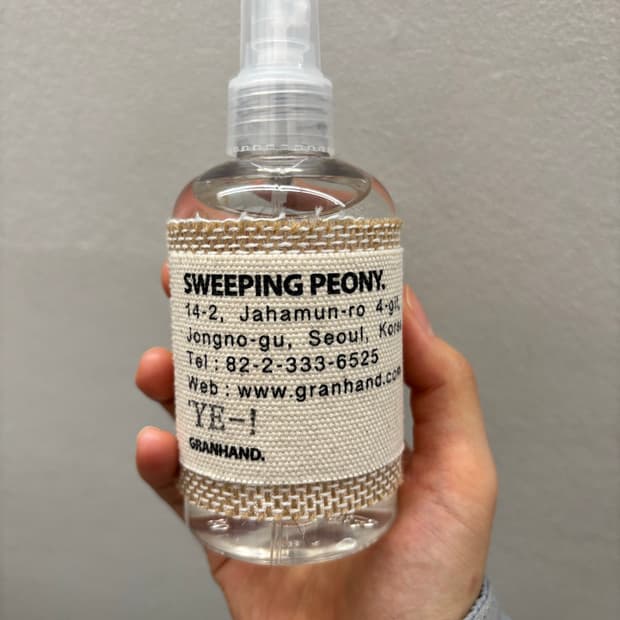 SWEEPING PEONY.
14-2, Jahamun-ro 4-gil,
Jongno-gu, Seoul, Korea
Tel : 82-2-333-6525
Web : www.granhand.com
'YE-!
GRANHAND.